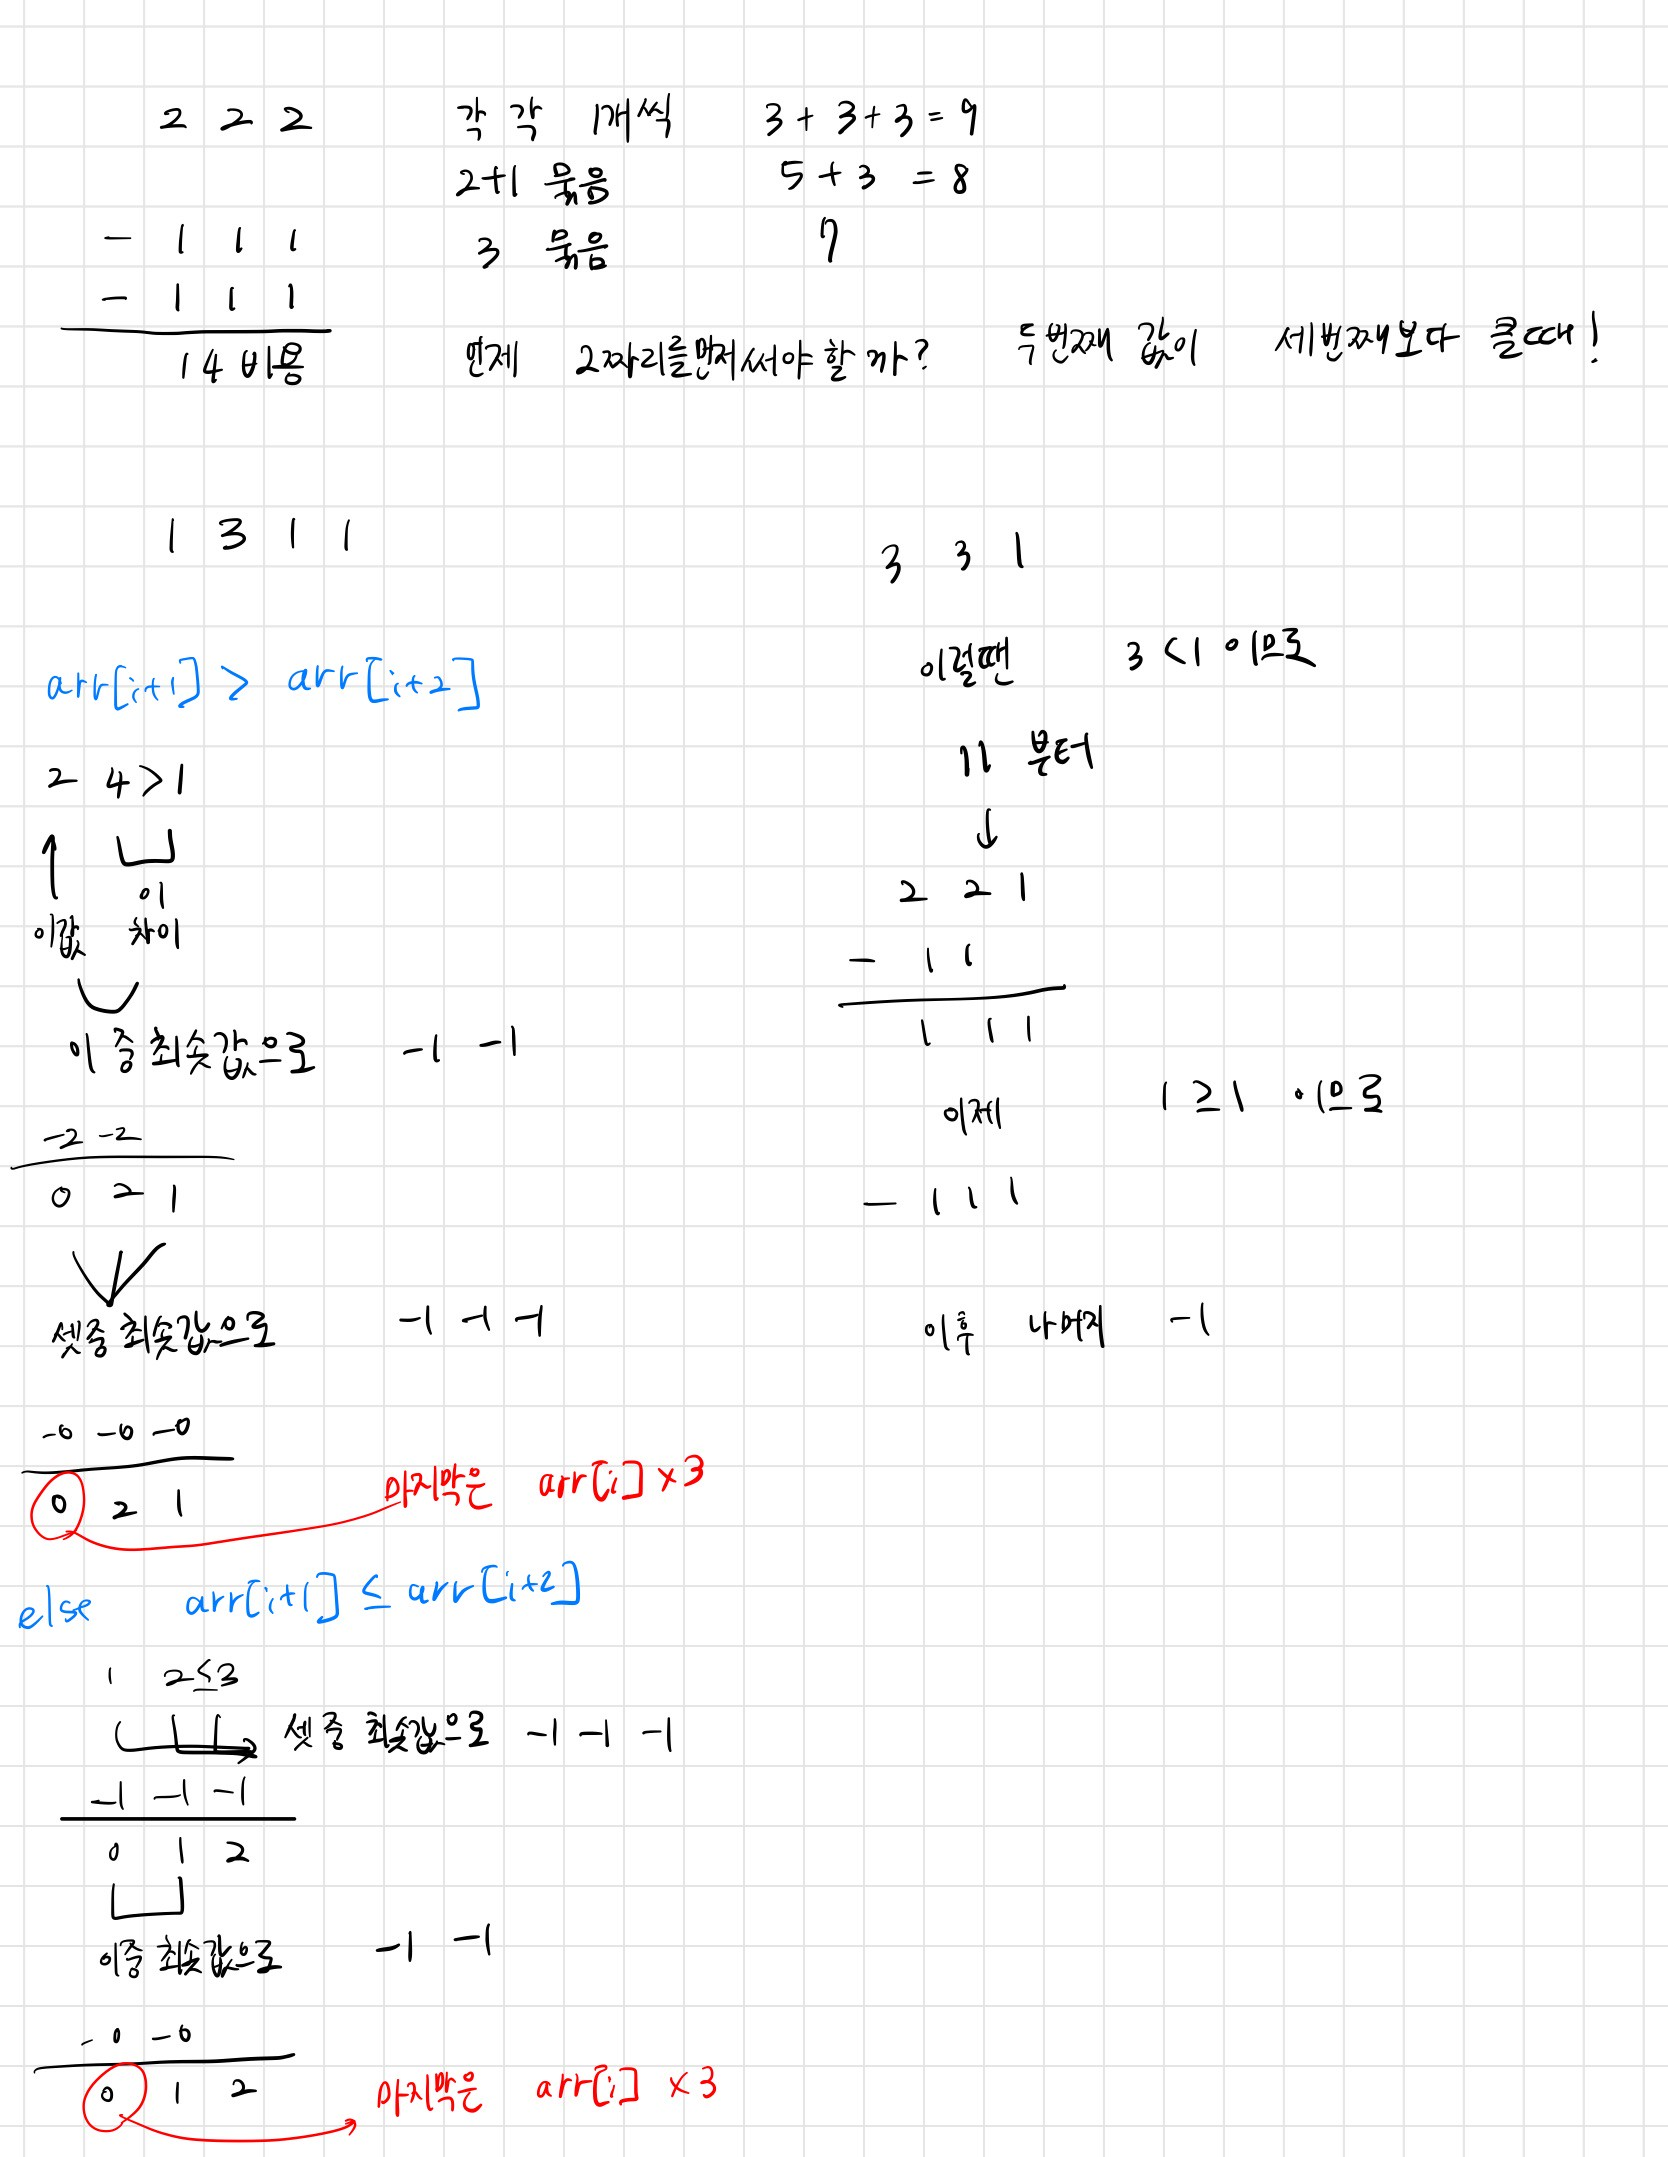 2 2 2 각 각 1개씩 3 + 3 + 3 = 9
2+1 묶음 5 + 3 = 8
- 1 1 1 3 묶음 7
- 1 1 1
14 비용 언제 2짜리를 먼저 써야 할 까? 두번째 값이 세번째보다 클때!
1 3 1 1
arr[i+1] > arr[i+2]
2 4 > 1
이값 이 차이
이 중 최솟값으로 -1 -1
-2 -2
0 2 1
셋중 최솟값으로 -1 -1 -1
-0 -0 -0
0 2 1 마지막은 arr[i] x 3
else arr[i+1] ≤ arr[i+2]
1 2 ≤ 3
셋 중 최솟값으로 -1 -1 -1
-1 -1 -1
0 1 2
이중 최솟값으로 -1 -1
-0 -0
0 1 2 마지막은 arr[i] x 3
3 3 1
이럴땐 3 < 1 이므로
11 부터
↓
2 2 1
- 1 1
1 1 1
이제 1 ≥ 1 이므로
- 1 1 1
이후 나머지 -1